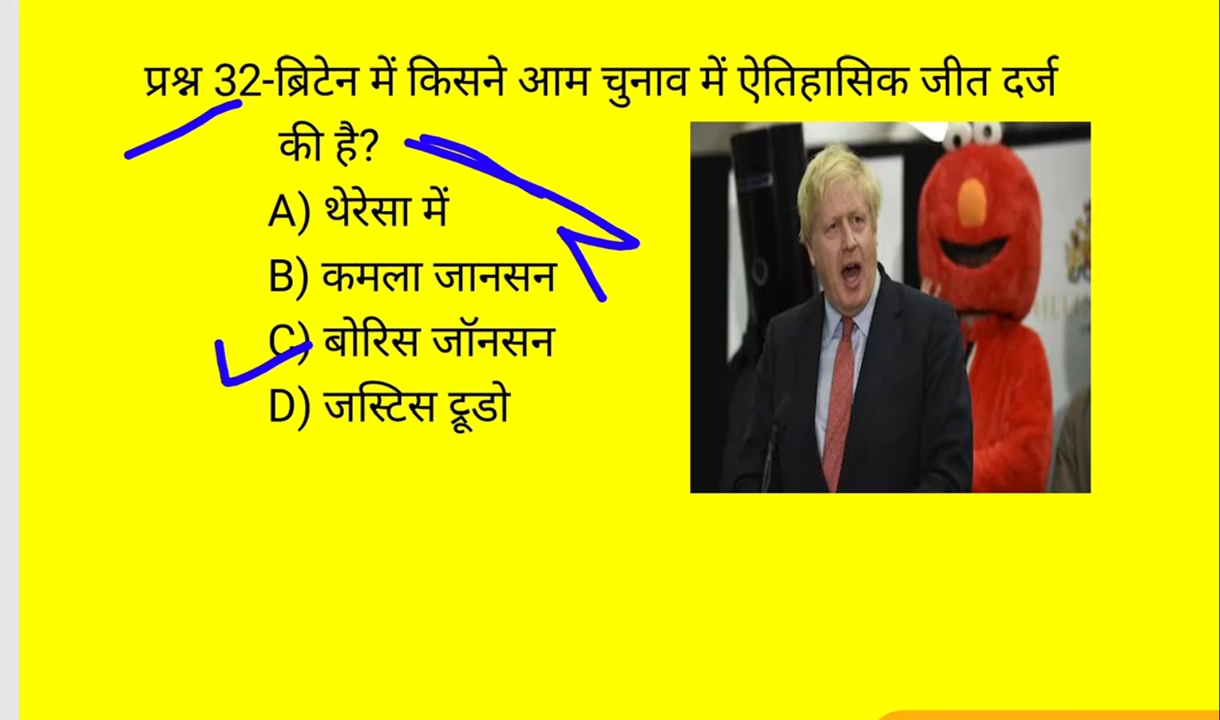 प्रश्न 32-ब्रिटेन में किसने आम चुनाव में ऐतिहासिक जीत दर्ज
की है?
A) थेरेसा में
B) कमला जानसन
C) बोरिस जॉनसन
D) जस्टिस ट्रूडो